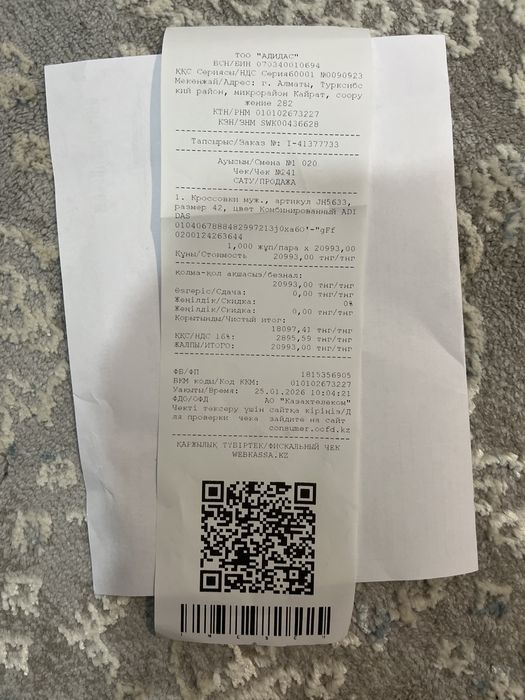 ТОО "АДИДАС"
БСН/БИН 070340010694
ҚҚС Сериясы/НДС Серия60001 №0090923
Мекенжай/Адрес: г. Алматы, Турксибс
кий район, микрорайон Кайрат, соору
жение 282
КТН/РНМ 010102673227
КЗН/ЗНМ SWK00436628
Тапсырыс/Заказ №: I-41377733
Ауысым/Смена №1 020
Чек/Чек №241
САТУ/ПРОДАЖА
1. Кроссовки муж., артикул JH5633,
размер 42, цвет Комбинированный ADI
DAS
0104067888482997213j0xa6O'-"gFf
0200124263644
1,000 жұп/пара x 20993,00
Құны/Стоимость 20993,00 тнг/тнг
қолма-қол ақшасыз/безнал:
20993,00 тнг/тнг
Өзгеріс/Сдача: 0,00 тнг/тнг
Жеңілдік/Скидка: 0%
Жеңілдік/Скидка: 0,00 тнг/тнг
Қорытынды/Чистый итог:
18097,41 тнг/тнг
ҚҚС/НДС 16%: 2895,59 тнг/тнг
ЖАЛПЫ/ИТОГО: 20993,00 тнг/тнг
ФБ/ФП 1815356905
БКМ коды/Код ККМ: 010102673227
Уақыты/Время: 25.01.2026 10:04:21
ФДО/ОФД АО "Казахтелеком"
Чекті тексеру үшін сайтқа кіріңіз/Д
ля проверки чека зайдите на сайт
consumer.oofd.kz
ҚАРЖЫЛЫҚ ТҮБІРТЕК/ФИСКАЛЬНЫЙ ЧЕК
WEBKASSA.KZ